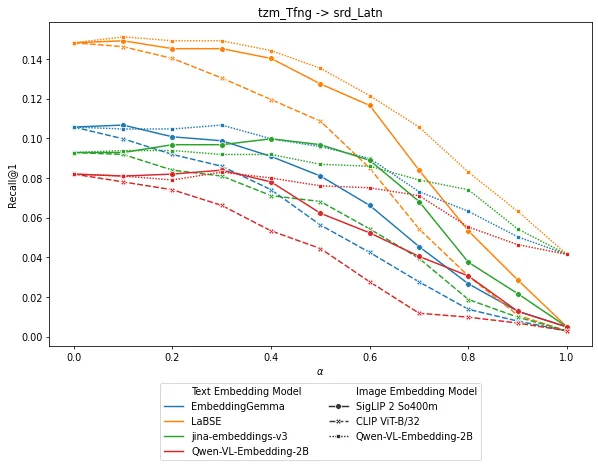 tzm_Tfng -> srd_Latn
Recall@1
0.14
0.12
0.10
0.08
0.06
0.04
0.02
0.00
0.0 0.2 0.4 0.6 0.8 1.0
α
Text Embedding Model Image Embedding Model
EmbeddingGemma SigLIP 2 So400m
LaBSE CLIP ViT-B/32
jina-embeddings-v3 Qwen-VL-Embedding-2B
Qwen-VL-Embedding-2B